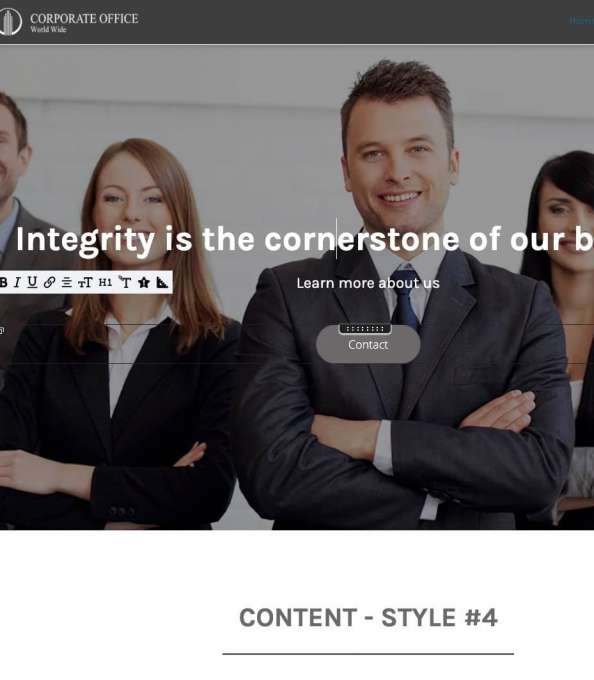 CORPORATE OFFICE
World Wide
Integrity is the cornerstone of our b
Learn more about us
B I U H1
Contact
CONTENT - STYLE #4